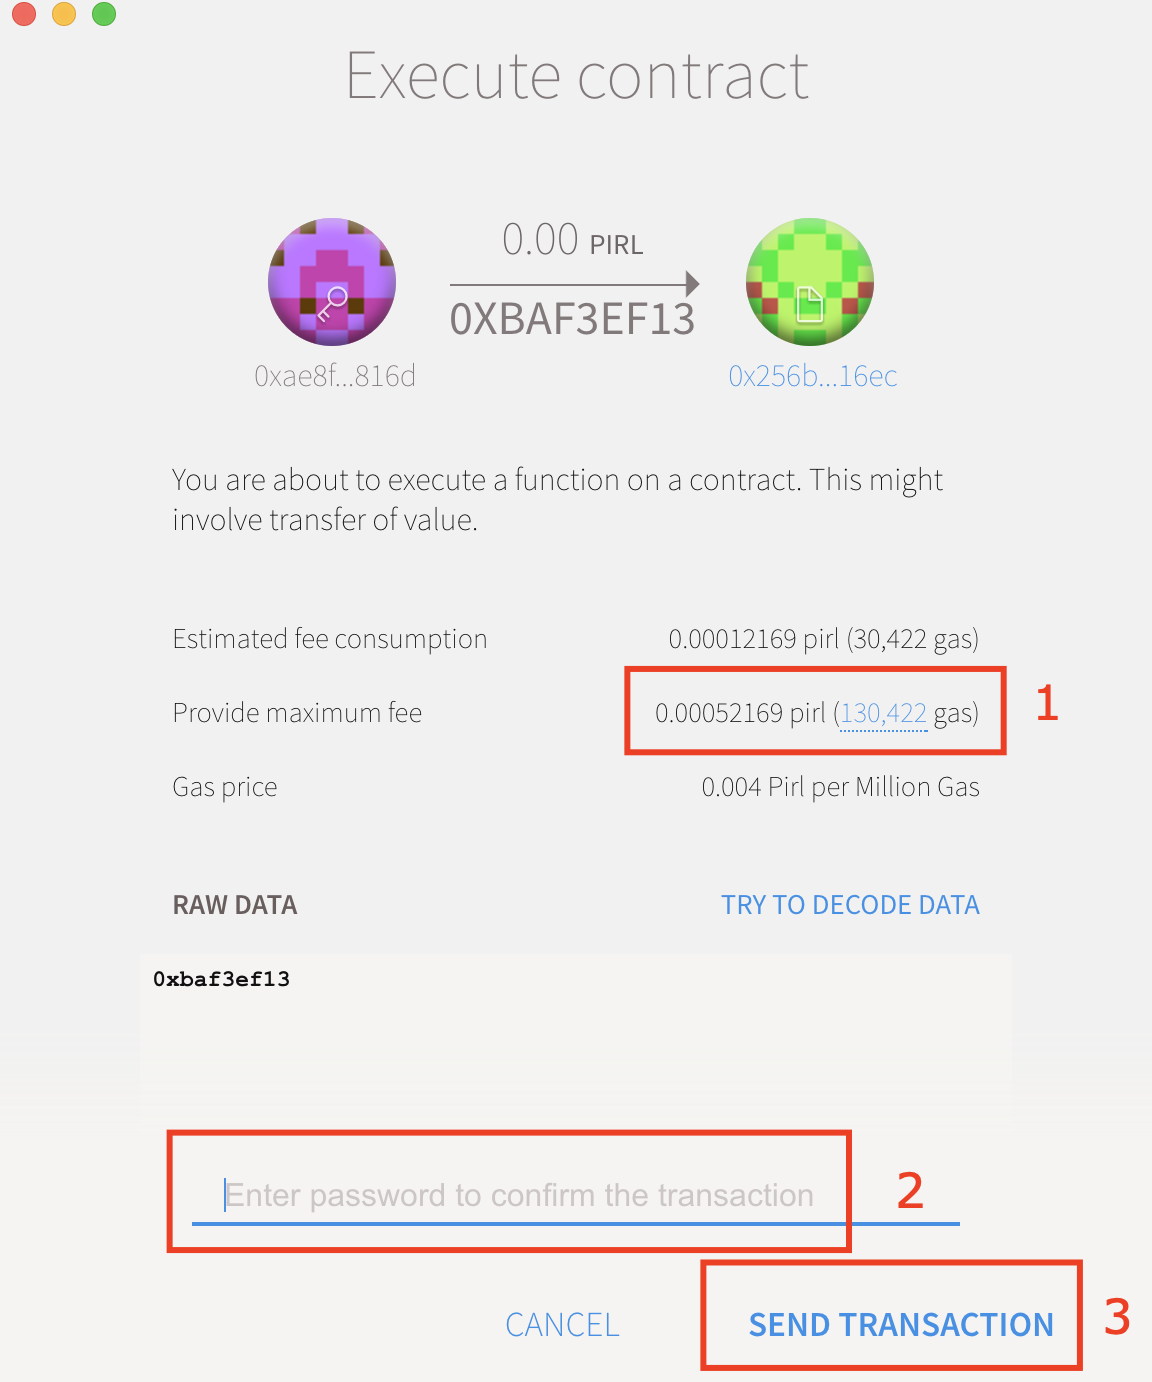 Execute contract
0.00 PIRL
0XBAF3EF13
0xae8f...816d
0x256b...16ec
You are about to execute a function on a contract. This might
involve transfer of value.
Estimated fee consumption 0.00012169 pirl (30,422 gas)
Provide maximum fee 0.00052169 pirl (130,422 gas) 1
Gas price 0.004 Pirl per Million Gas
RAW DATA TRY TO DECODE DATA
0xbaf3ef13
Enter password to confirm the transaction 2
CANCEL SEND TRANSACTION 3